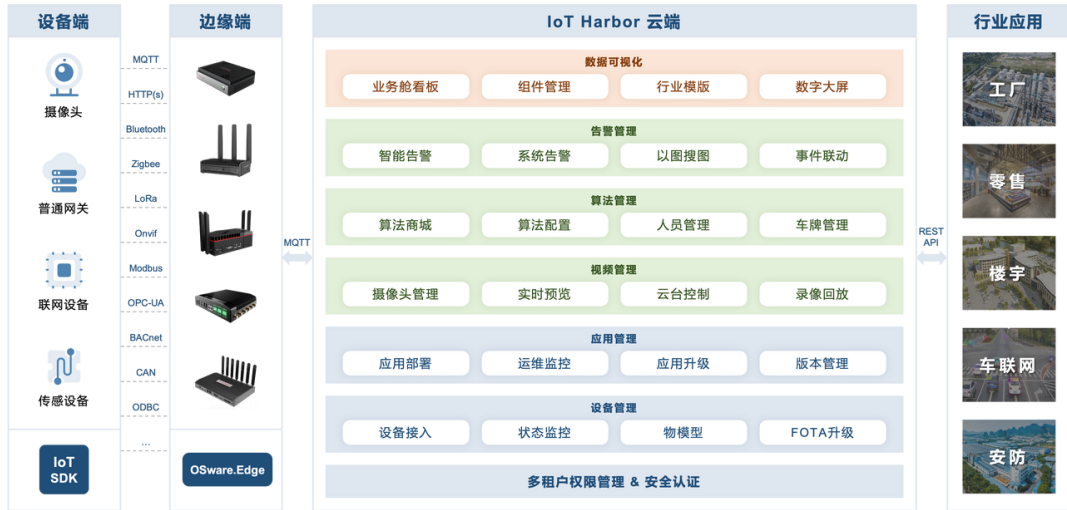 设备端
摄像头
普通网关
联网设备
传感设备
IoT
SDK
MQTT
HTTP(s)
Bluetooth
Zigbee
LoRa
Onvif
Modbus
OPC-UA
BACnet
CAN
ODBC
...
边缘端
OSware.Edge
MQTT
IoT Harbor 云端
数据可视化
业务舱看板 组件管理 行业模版 数字大屏
告警管理
智能告警 系统告警 以图搜图 事件联动
算法管理
算法商城 算法配置 人员管理 车牌管理
视频管理
摄像头管理 实时预览 云台控制 录像回放
应用管理
应用部署 运维监控 应用升级 版本管理
设备管理
设备接入 状态监控 物模型 FOTA升级
多租户权限管理 & 安全认证
REST
API
行业应用
工厂
零售
楼宇
车联网
安防